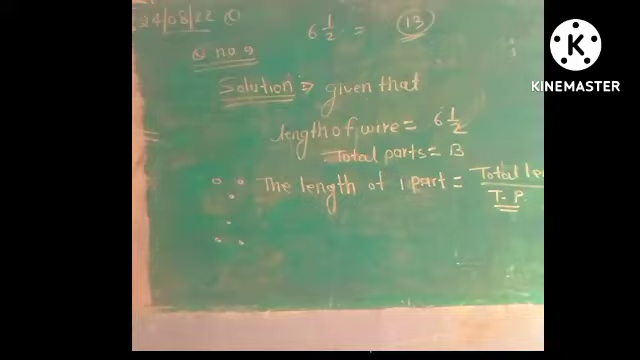 24/08/22
6 1/2 = 13
Q no 9
Solution ⇒ given that
length of wire = 6 1/2
Total parts = 13
∴ The length of 1 part = Total le
T. P.
∴
KINEMASTER